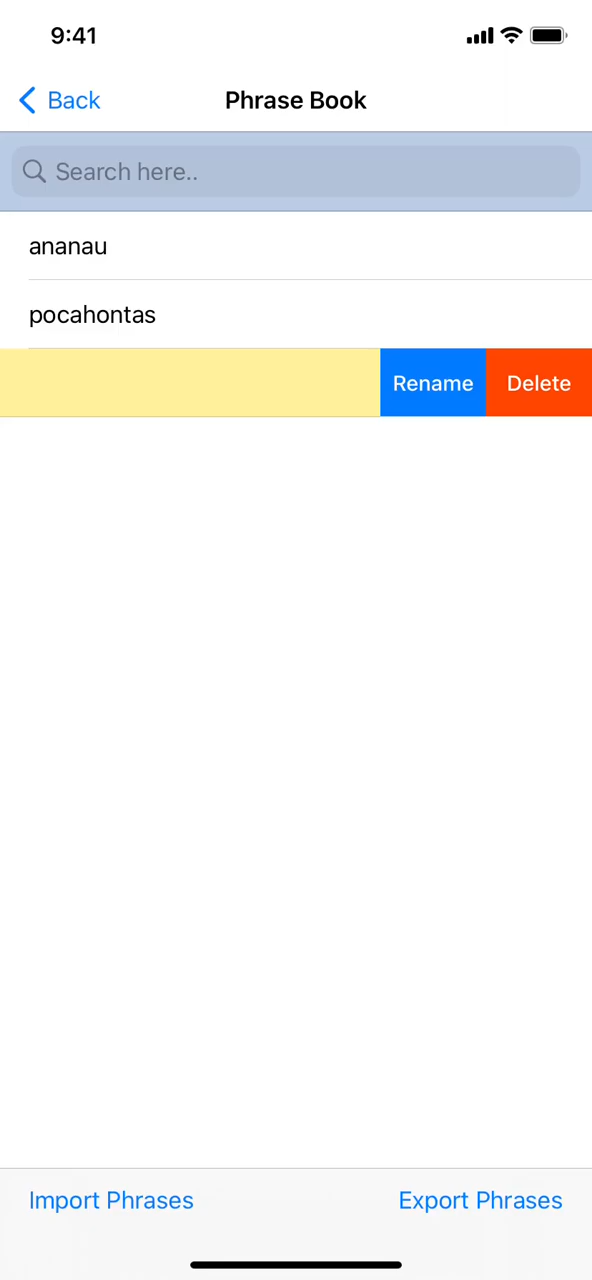 9:41
Back
Phrase Book
Search here..
ananau
pocahontas
Rename Delete
Import Phrases
Export Phrases